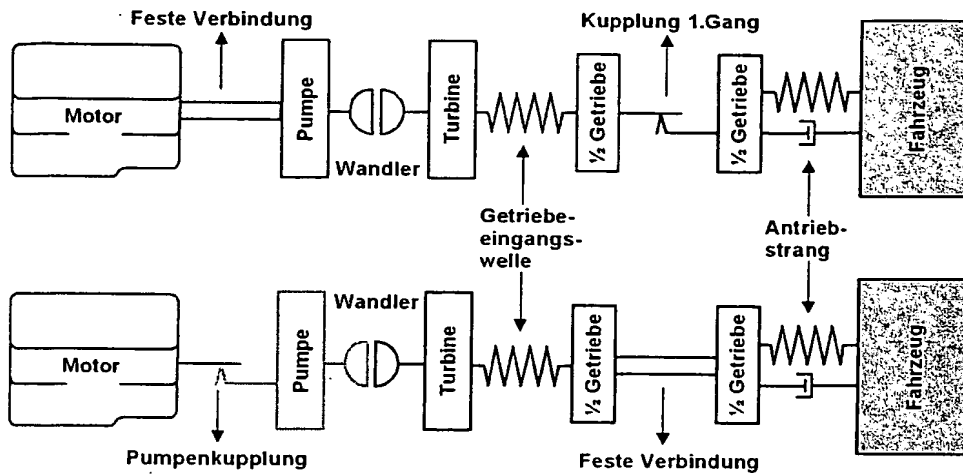 Feste Verbindung
Kupplung 1.Gang
Motor
Pumpe
Wandler
Turbine
½ Getriebe
½ Getriebe
Fahrzeug
Getriebe-
eingangs-
welle
Antrieb-
strang
Motor
Pumpe
Wandler
Turbine
½ Getriebe
½ Getriebe
Fahrzeug
Pumpenkupplung
Feste Verbindung